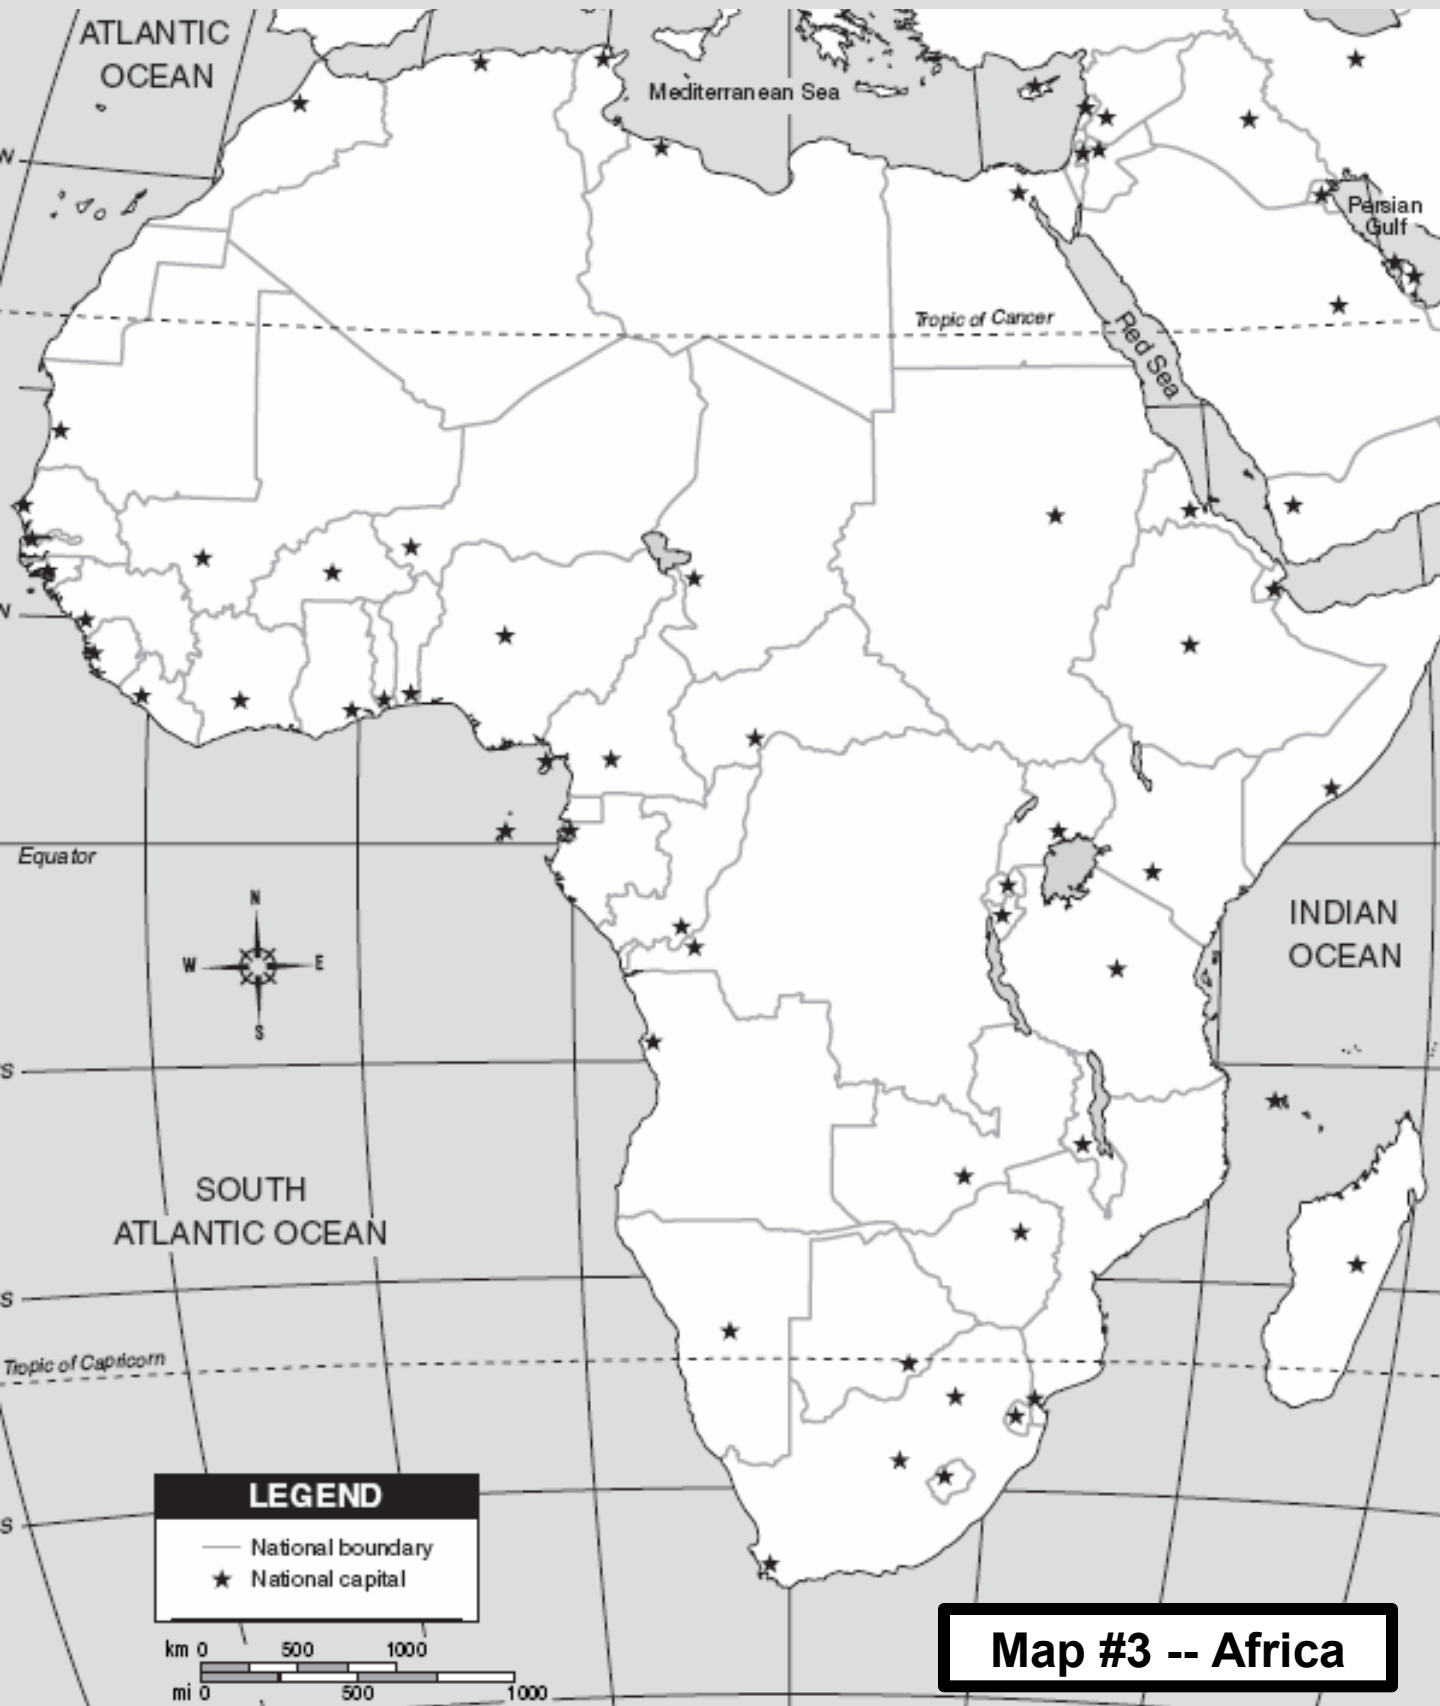 ATLANTIC
OCEAN
Mediterranean Sea
W
Persian
Gulf
Tropic of Cancer
Red Sea
N
Equator
N
W
E
S
INDIAN
OCEAN
S
SOUTH
ATLANTIC OCEAN
S
Tropic of Capricorn
LEGEND
National boundary
National capital
S
km 0 500 1000
mi 0 500 1000
Map #3 -- Africa